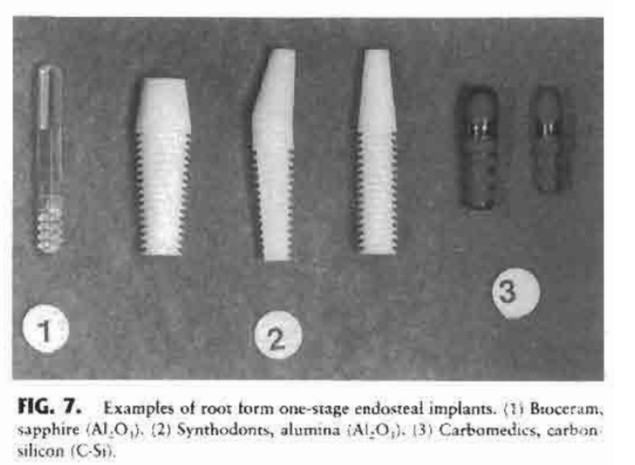 1
2
3
FIG. 7. Examples of root form one-stage endosteal implants. (1) Bioceram,
sapphire (Al₂O₃). (2) Synthodonts, alumina (Al₂O₃). (3) Carbomedics, carbon-
silicon (C-Si).